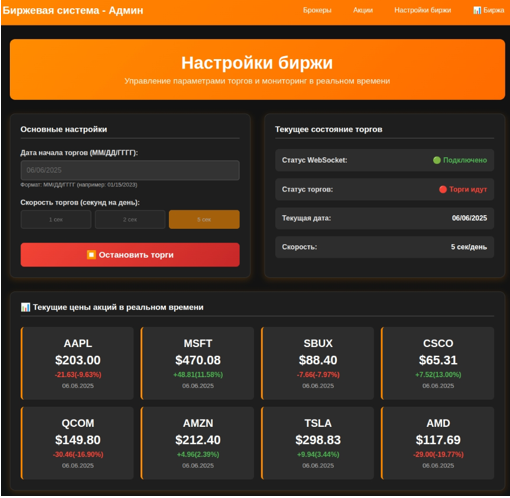 Биржевая система - Админ
Брокеры Акции Настройки биржи 📊 Биржа
Настройки биржи
Управление параметрами торгов и мониторинг в реальном времени
Основные настройки
Дата начала торгов (ММ/ДД/ГГГГ):
06/06/2025
Формат: ММ/ДД/ГГГГ (например: 01/15/2023)
Скорость торгов (секунд на день):
1 сек 2 сек 5 сек
Остановить торги
Текущее состояние торгов
Статус WebSocket: Подключено
Статус торгов: Торги идут
Текущая дата: 06/06/2025
Скорость: 5 сек/день
📊 Текущие цены акций в реальном времени
AAPL
$203.00
-21.63(-9.63%)
06.06.2025
MSFT
$470.08
+48.81(11.58%)
06.06.2025
SBUX
$88.40
-7.66(-7.97%)
06.06.2025
CSCO
$65.31
+7.52(13.00%)
06.06.2025
QCOM
$149.80
-30.46(-16.90%)
06.06.2025
AMZN
$212.40
+4.96(2.39%)
06.06.2025
TSLA
$298.83
+9.94(3.44%)
06.06.2025
AMD
$117.69
-29.00(-19.77%)
06.06.2025